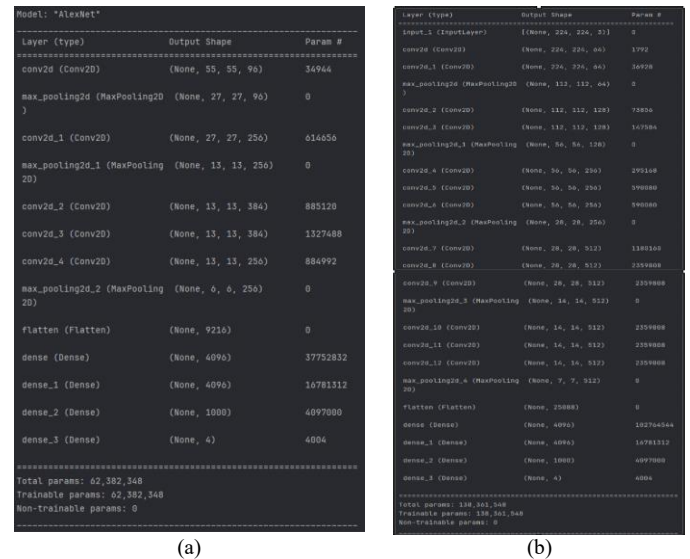 Model: "AlexNet"
Layer (type) Output Shape Param #
conv2d (Conv2D) (None, 55, 55, 96) 34944
max_pooling2d (MaxPooling2D (None, 27, 27, 96) 0
)
conv2d_1 (Conv2D) (None, 27, 27, 256) 614656
max_pooling2d_1 (MaxPooling (None, 13, 13, 256) 0
2D)
conv2d_2 (Conv2D) (None, 13, 13, 384) 885120
conv2d_3 (Conv2D) (None, 13, 13, 384) 1327488
conv2d_4 (Conv2D) (None, 13, 13, 256) 884992
max_pooling2d_2 (MaxPooling (None, 6, 6, 256) 0
2D)
flatten (Flatten) (None, 9216) 0
dense (Dense) (None, 4096) 37752832
dense_1 (Dense) (None, 4096) 16781312
dense_2 (Dense) (None, 1000) 4097000
dense_3 (Dense) (None, 4) 4004
Total params: 62,382,348
Trainable params: 62,382,348
Non-trainable params: 0
(a)
Layer (type) Output Shape Param #
input_1 (InputLayer) [(None, 224, 224, 3)] 0
conv2d (Conv2D) (None, 224, 224, 64) 1792
conv2d_1 (Conv2D) (None, 224, 224, 64) 36928
max_pooling2d (MaxPooling2D (None, 112, 112, 64) 0
)
conv2d_2 (Conv2D) (None, 112, 112, 128) 73856
conv2d_3 (Conv2D) (None, 112, 112, 128) 147584
max_pooling2d_1 (MaxPooling (None, 56, 56, 128) 0
2D)
conv2d_4 (Conv2D) (None, 56, 56, 256) 295168
conv2d_5 (Conv2D) (None, 56, 56, 256) 590080
conv2d_6 (Conv2D) (None, 56, 56, 256) 590080
max_pooling2d_2 (MaxPooling (None, 28, 28, 256) 0
2D)
conv2d_7 (Conv2D) (None, 28, 28, 512) 1180160
conv2d_8 (Conv2D) (None, 28, 28, 512) 2359808
conv2d_9 (Conv2D) (None, 28, 28, 512) 2359808
max_pooling2d_3 (MaxPooling (None, 14, 14, 512) 0
2D)
conv2d_10 (Conv2D) (None, 14, 14, 512) 2359808
conv2d_11 (Conv2D) (None, 14, 14, 512) 2359808
conv2d_12 (Conv2D) (None, 14, 14, 512) 2359808
max_pooling2d_4 (MaxPooling (None, 7, 7, 512) 0
2D)
flatten (Flatten) (None, 25088) 0
dense (Dense) (None, 4096) 102764544
dense_1 (Dense) (None, 4096) 16781312
dense_2 (Dense) (None, 1000) 4097000
dense_3 (Dense) (None, 4) 4004
Total params: 138,361,548
Trainable params: 138,361,548
Non-trainable params: 0
(b)